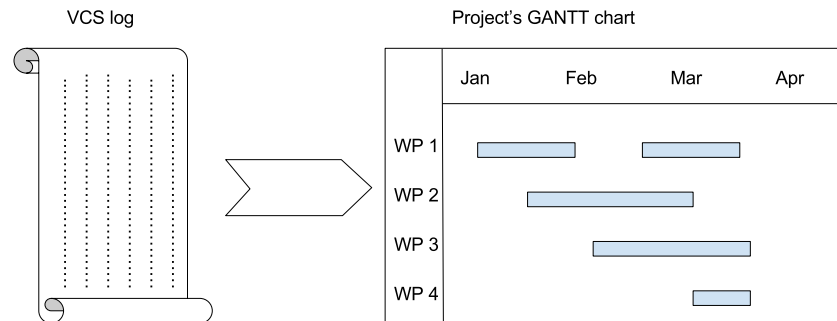 VCS log
Project's GANTT chart
Jan Feb Mar Apr
WP 1
WP 2
WP 3
WP 4